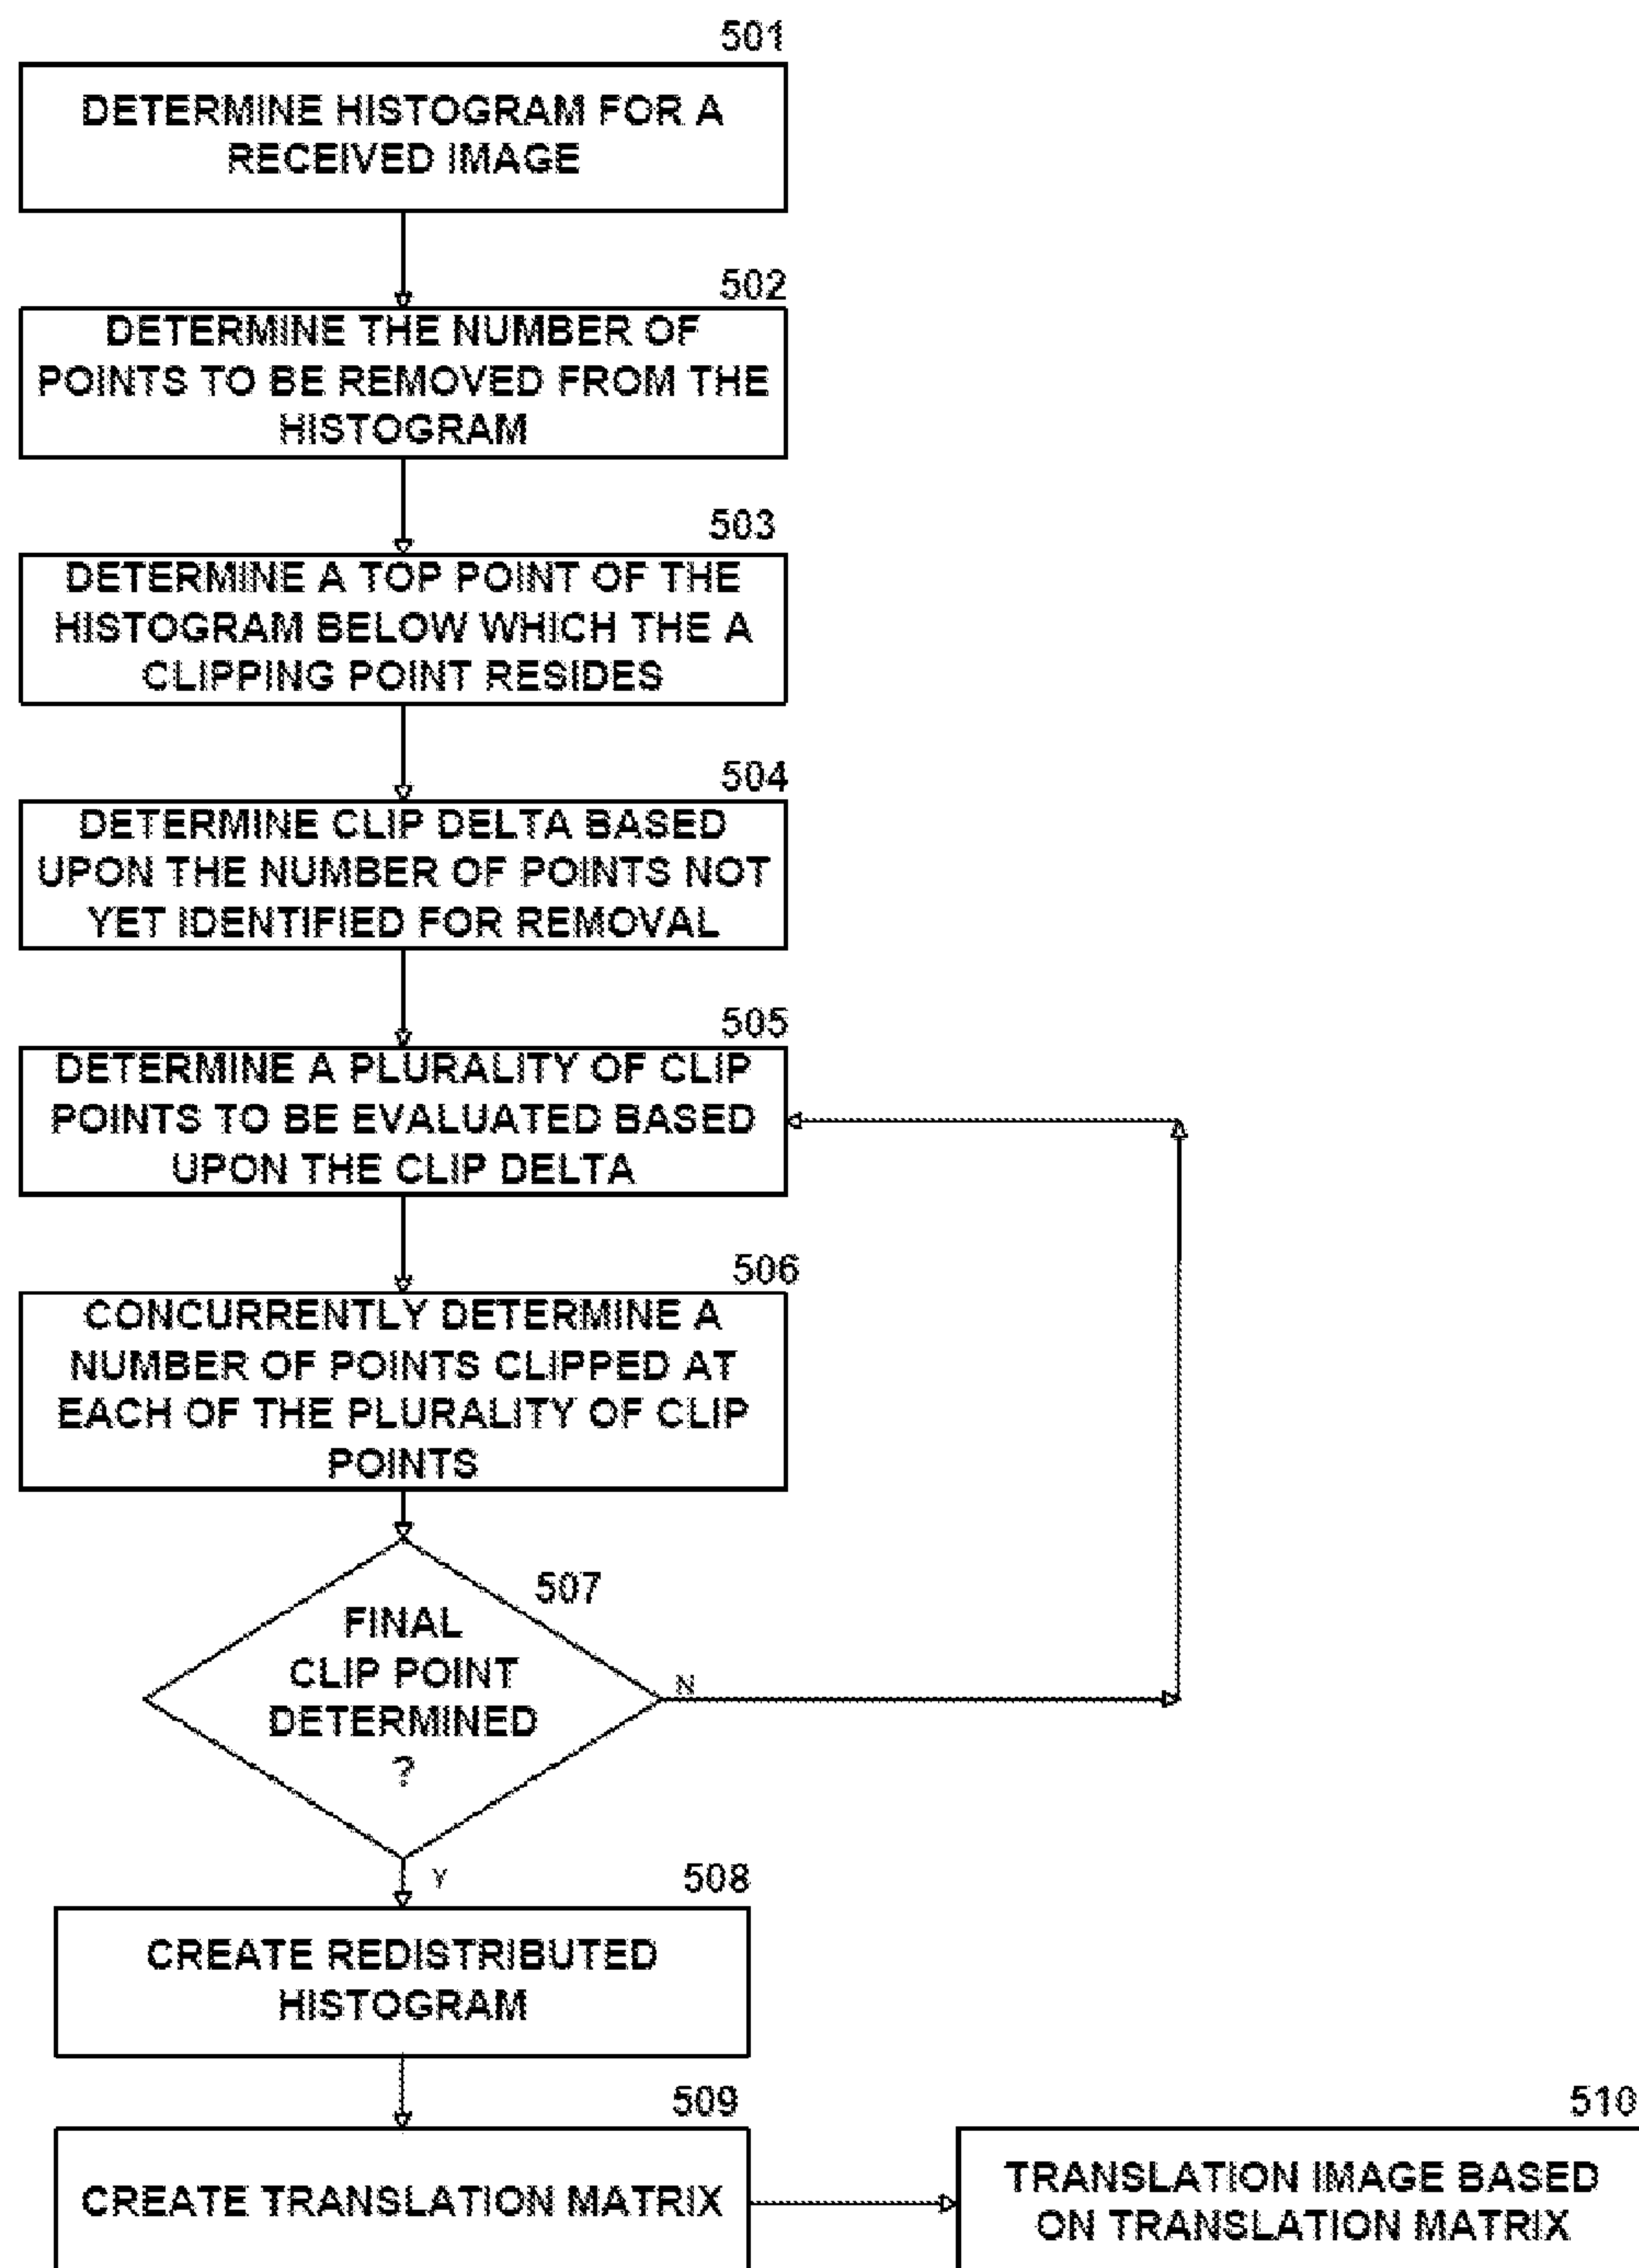 501
DETERMINE HISTOGRAM FOR A
RECEIVED IMAGE
502
DETERMINE THE NUMBER OF
POINTS TO BE REMOVED FROM THE
HISTOGRAM
503
DETERMINE A TOP POINT OF THE
HISTOGRAM BELOW WHICH THE A
CLIPPING POINT RESIDES
504
DETERMINE CLIP DELTA BASED
UPON THE NUMBER OF POINTS NOT
YET IDENTIFIED FOR REMOVAL
505
DETERMINE A PLURALITY OF CLIP
POINTS TO BE EVALUATED BASED
UPON THE CLIP DELTA
506
CONCURRENTLY DETERMINE A
NUMBER OF POINTS CLIPPED AT
EACH OF THE PLURALITY OF CLIP
POINTS
507
FINAL
CLIP POINT
DETERMINED
?
N
Y
508
CREATE REDISTRIBUTED
HISTOGRAM
509
CREATE TRANSLATION MATRIX
510
TRANSLATION IMAGE BASED
ON TRANSLATION MATRIX